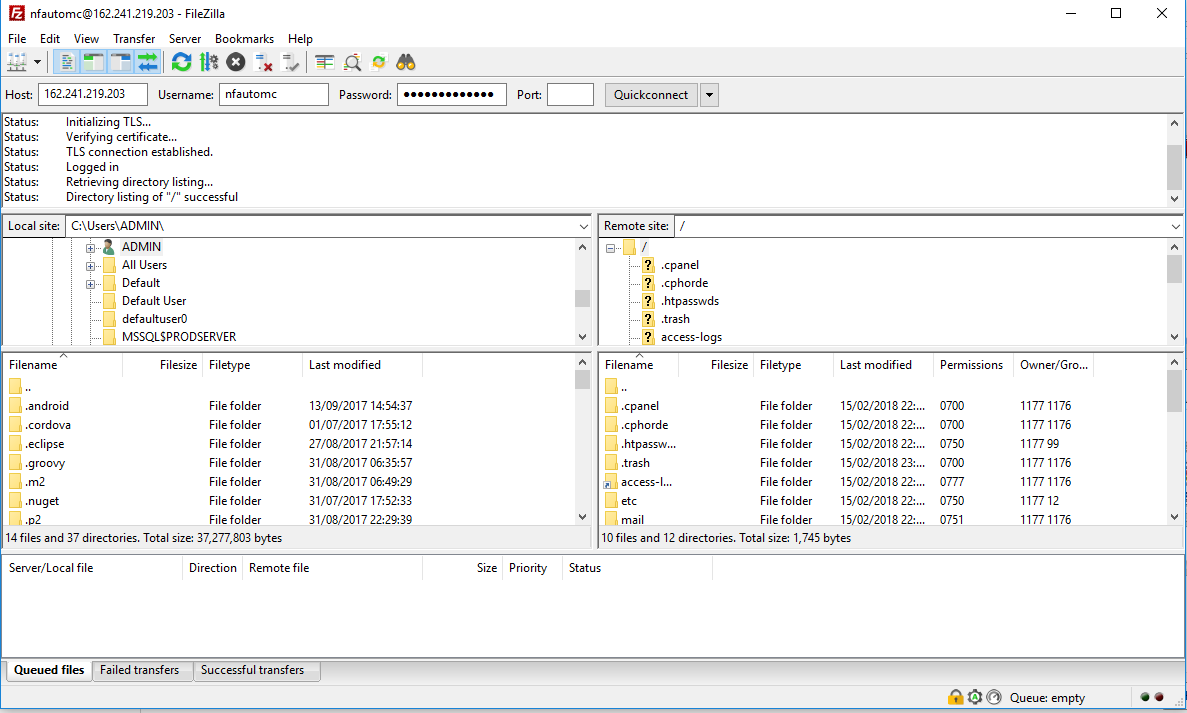 nfautomc@162.241.219.203 - FileZilla
File Edit View Transfer Server Bookmarks Help
Host: 162.241.219.203 Username: nfautomc Password: ●●●●●●●●●●●●● Port: Quickconnect
Status: Initializing TLS...
Status: Verifying certificate...
Status: TLS connection established.
Status: Logged in
Status: Retrieving directory listing...
Status: Directory listing of "/" successful
Local site: C:\Users\ADMIN\
ADMIN
All Users
Default
Default User
defaultuser0
MSSQL$PRODSERVER
Remote site: /
/
? .cpanel
? .cphorde
? .htpasswds
? .trash
? access-logs
Filename Filesize Filetype Last modified
..
.android File folder 13/09/2017 14:54:37
.cordova File folder 01/07/2017 17:55:12
.eclipse File folder 27/08/2017 21:57:14
.groovy File folder 31/08/2017 06:35:57
.m2 File folder 31/08/2017 06:49:29
.nuget File folder 31/07/2017 17:52:33
.p2 File folder 31/08/2017 22:29:39
14 files and 37 directories. Total size: 37,277,803 bytes
Filename Filesize Filetype Last modified Permissions Owner/Gro...
..
.cpanel File folder 15/02/2018 22:... 0700 1177 1176
.cphorde File folder 15/02/2018 22:... 0700 1177 1176
.htpassw... File folder 15/02/2018 22:... 0750 1177 99
.trash File folder 15/02/2018 23:... 0700 1177 1176
access-l... File folder 15/02/2018 22:... 0777 1177 1176
etc File folder 15/02/2018 22:... 0750 1177 12
mail File folder 15/02/2018 22:... 0751 1177 1176
10 files and 12 directories. Total size: 1,745 bytes
Server/Local file Direction Remote file Size Priority Status
Queued files Failed transfers Successful transfers
Queue: empty